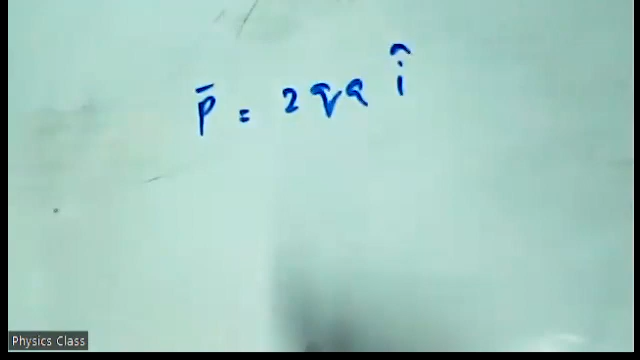 p̄ = 2qa î
Physics Class